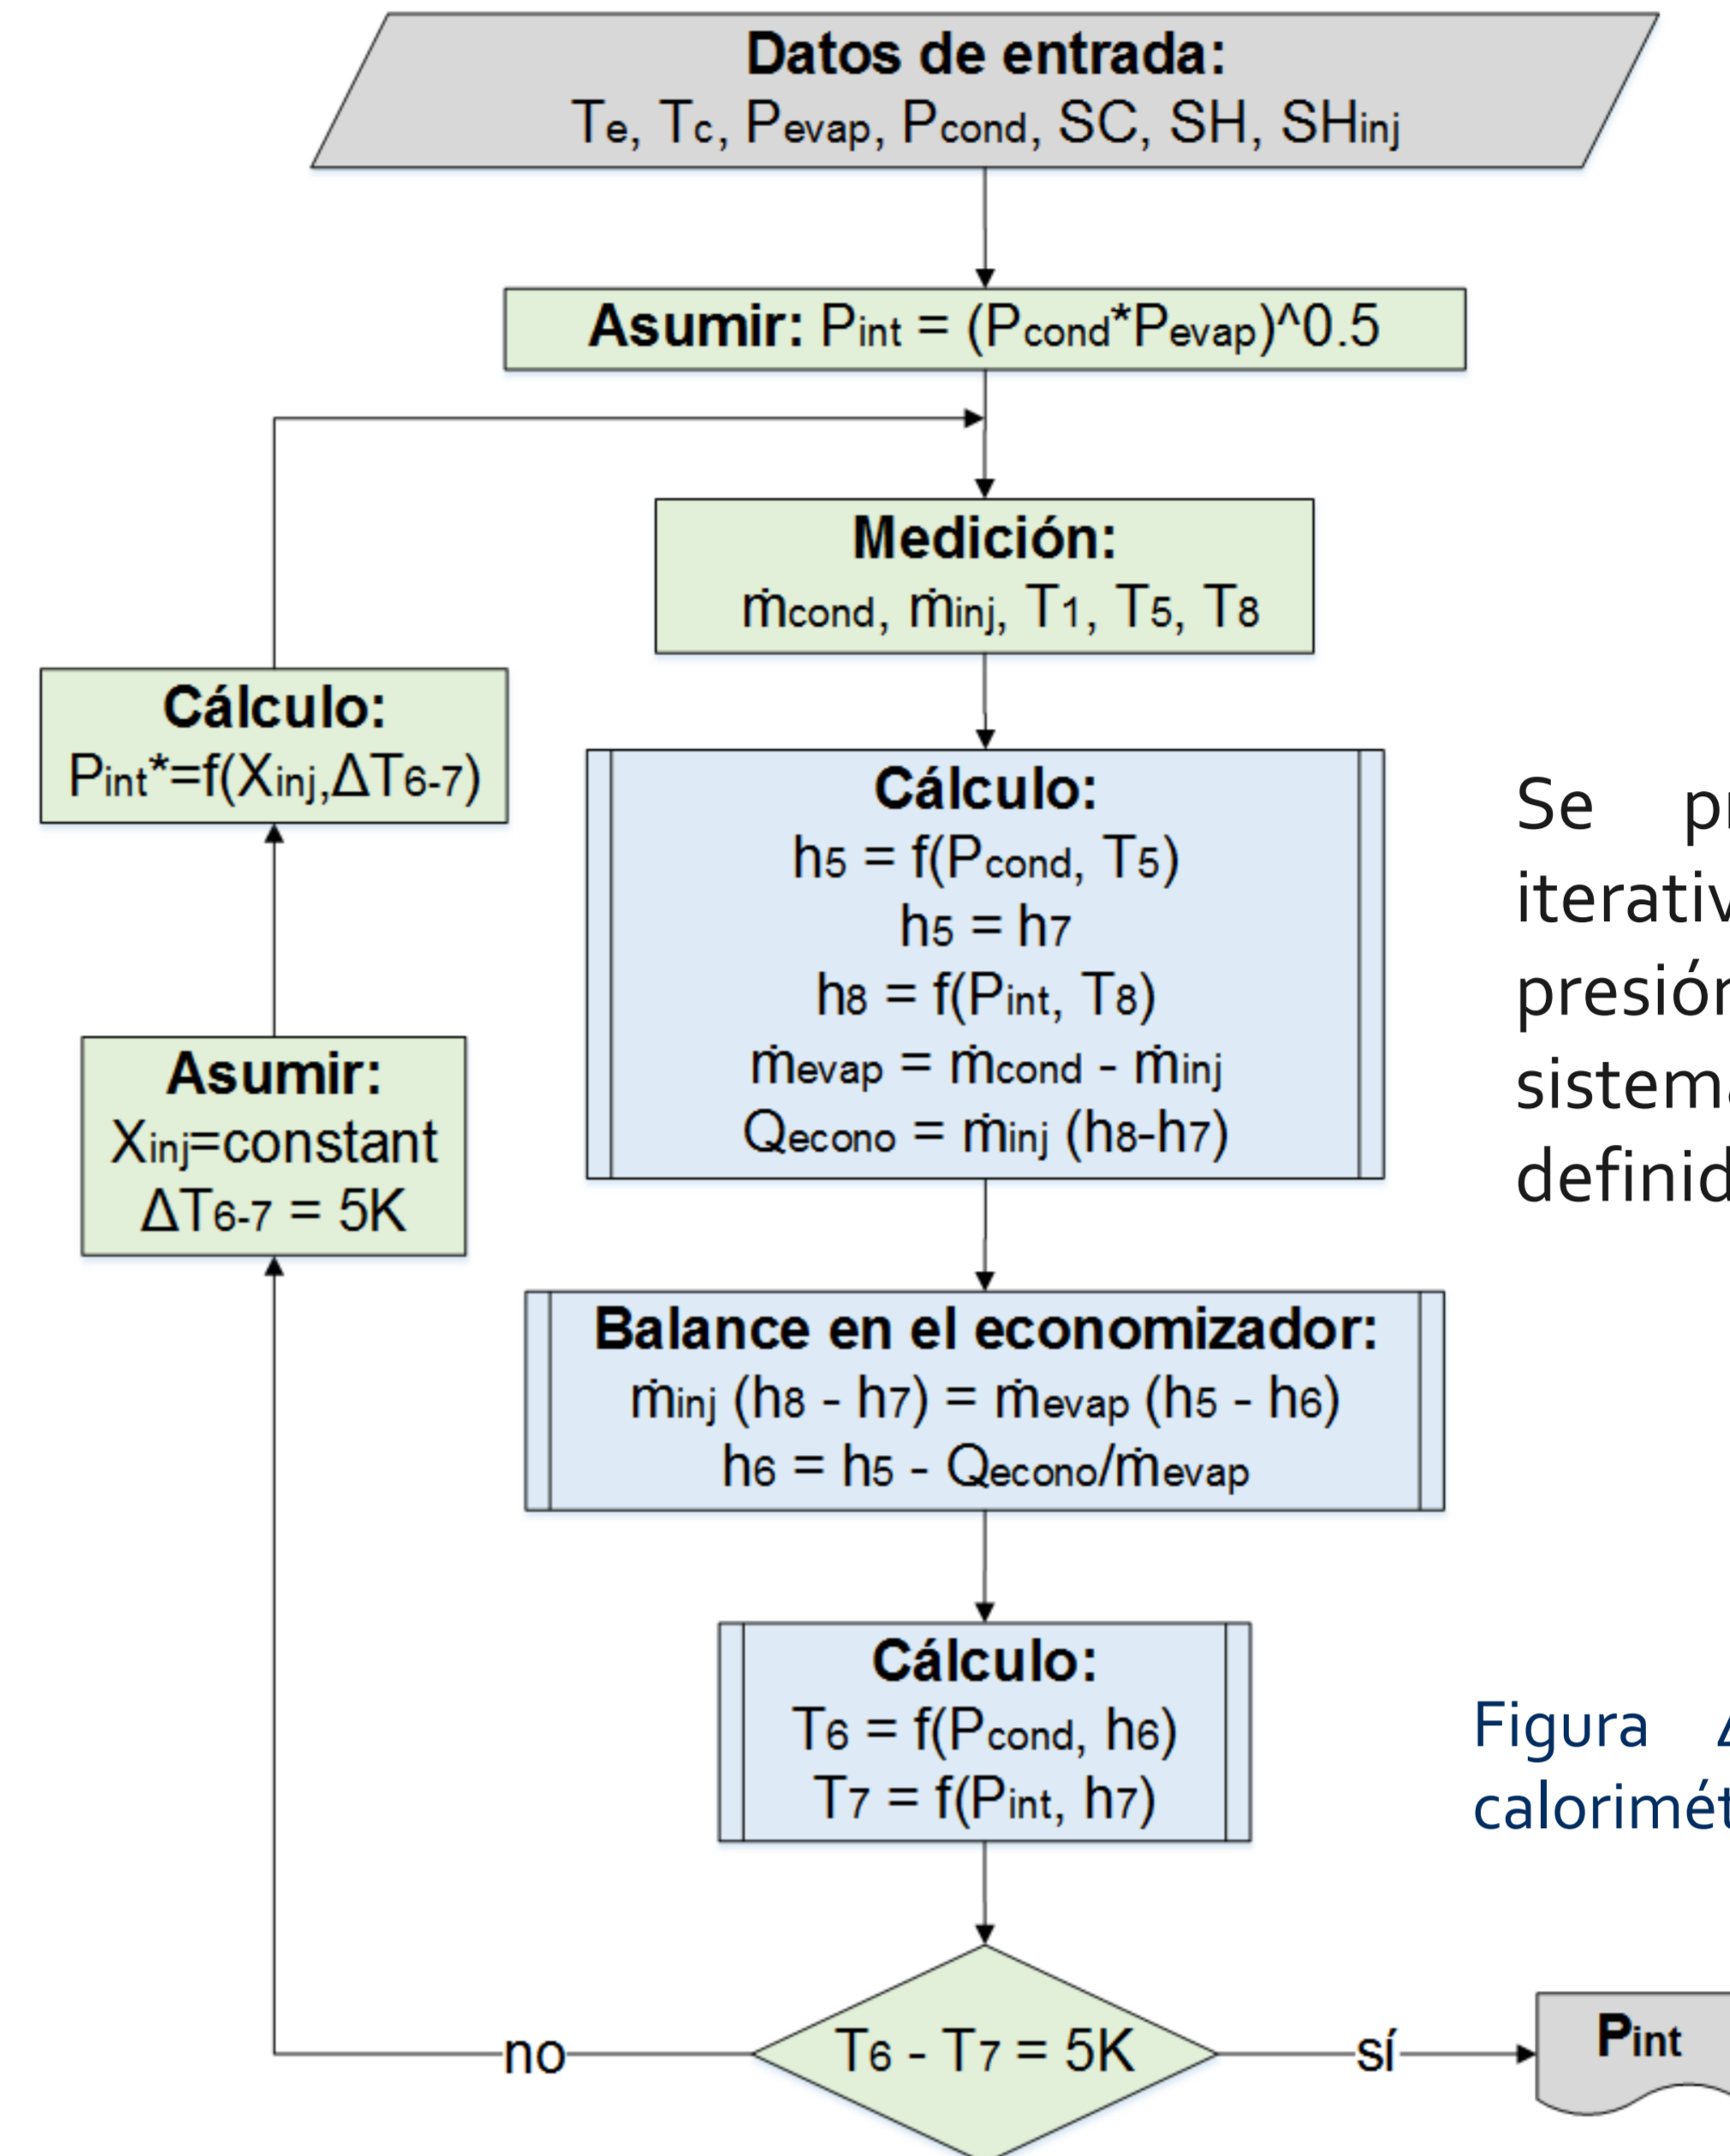 Datos de entrada:
Te, Tc, Pevap, Pcond, SC, SH, SHinj
Asumir: Pint = (Pcond*Pevap)^0.5
Medición:
ṁcond, ṁinj, T1, T5, T8
Cálculo:
h5 = f(Pcond, T5)
h5 = h7
h8 = f(Pint, T8)
ṁevap = ṁcond - ṁinj
Qecono = ṁinj (h8-h7)
Balance en el economizador:
ṁinj (h8 - h7) = ṁevap (h5 - h6)
h6 = h5 - Qecono/ṁevap
Cálculo:
T6 = f(Pcond, h6)
T7 = f(Pint, h7)
T6 - T7 = 5K
no
sí
Pint
Asumir:
Xinj=constant
ΔT6-7 = 5K
Cálculo:
Pint*=f(Xinj,ΔT6-7)
Se
presión
Figura